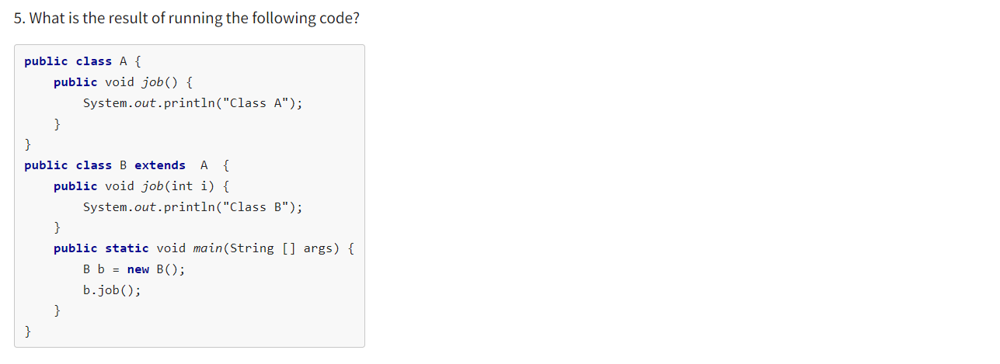 5. What is the result of running the following code?
public class A {
    public void job() {
        System.out.println("Class A");
    }
}
public class B extends  A  {
    public void job(int i) {
        System.out.println("Class B");
    }
    public static void main(String [] args) {
        B b = new B();
        b.job();
    }
}